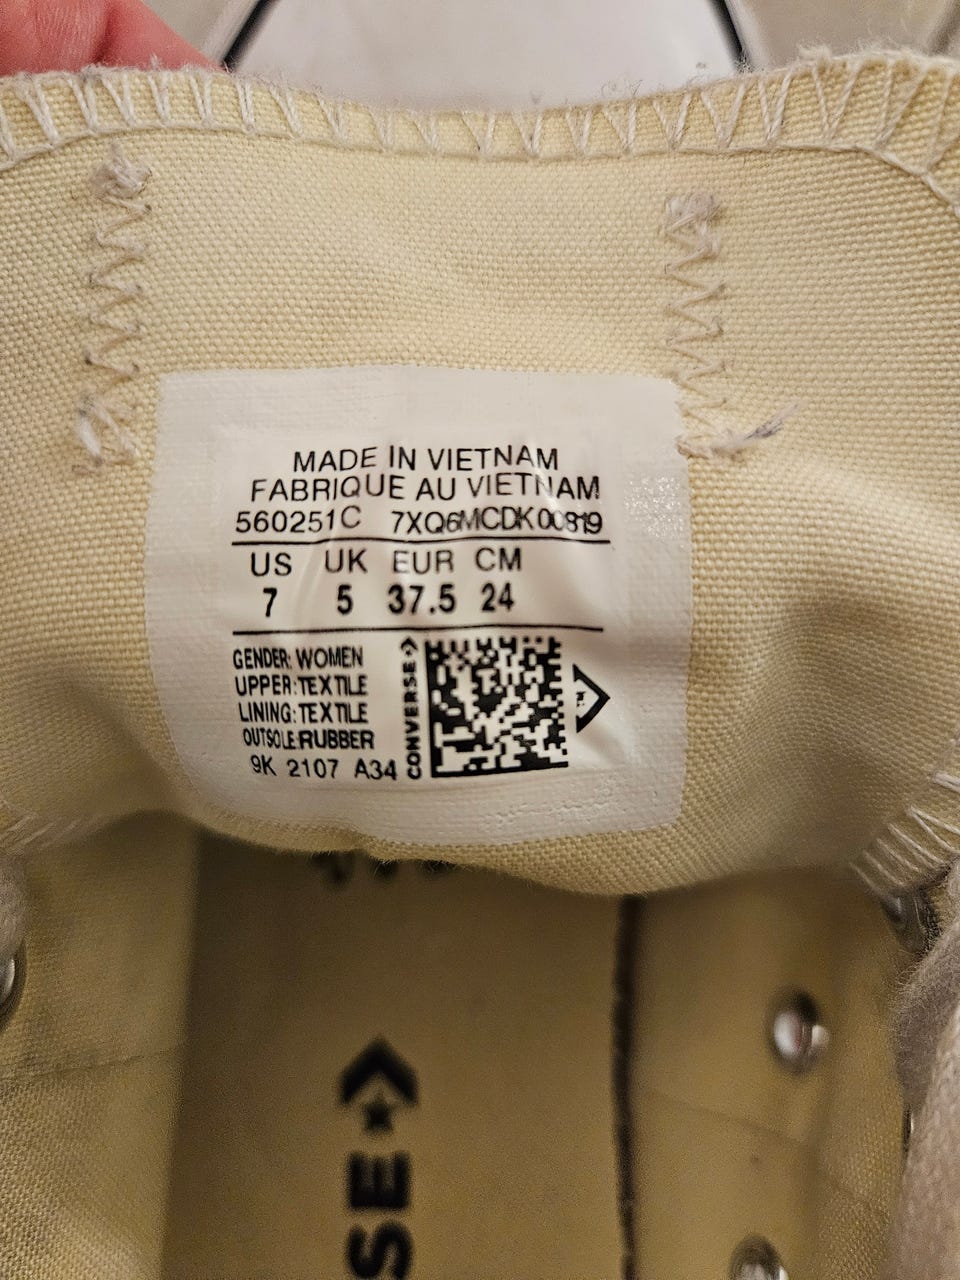 MADE IN VIETNAM
FABRIQUE AU VIETNAM
560251C 7XQ6MCDK00819
US UK EUR CM
7 5 37.5 24
GENDER: WOMEN
UPPER:TEXTILE
LINING:TEXTILE
OUTSOLE:RUBBER
9K 2107 A34
CONVERSE
SE